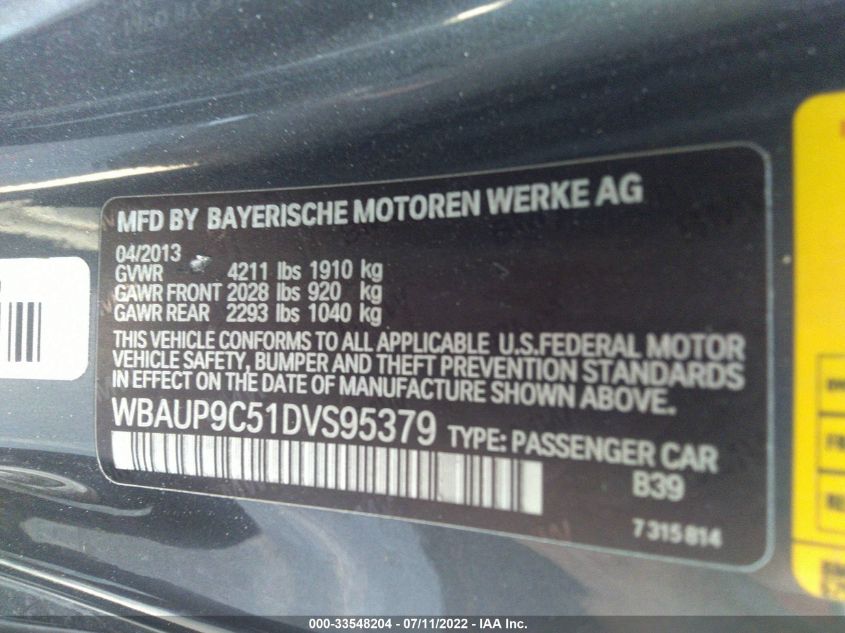 MFD BY BAYERISCHE MOTOREN WERKE AG
04/2013
GVWR 4211 lbs 1910 kg
GAWR FRONT 2028 lbs 920 kg
GAWR REAR 2293 lbs 1040 kg
THIS VEHICLE CONFORMS TO ALL APPLICABLE U.S.FEDERAL MOTOR
VEHICLE SAFETY, BUMPER AND THEFT PREVENTION STANDARDS
IN EFFECT ON THE DATE OF MANUFACTURE SHOWN ABOVE.
WBAUP9C51DVS95379 TYPE: PASSENGER CAR
B39
7315814
000-33548204 - 07/11/2022 - IAA Inc.